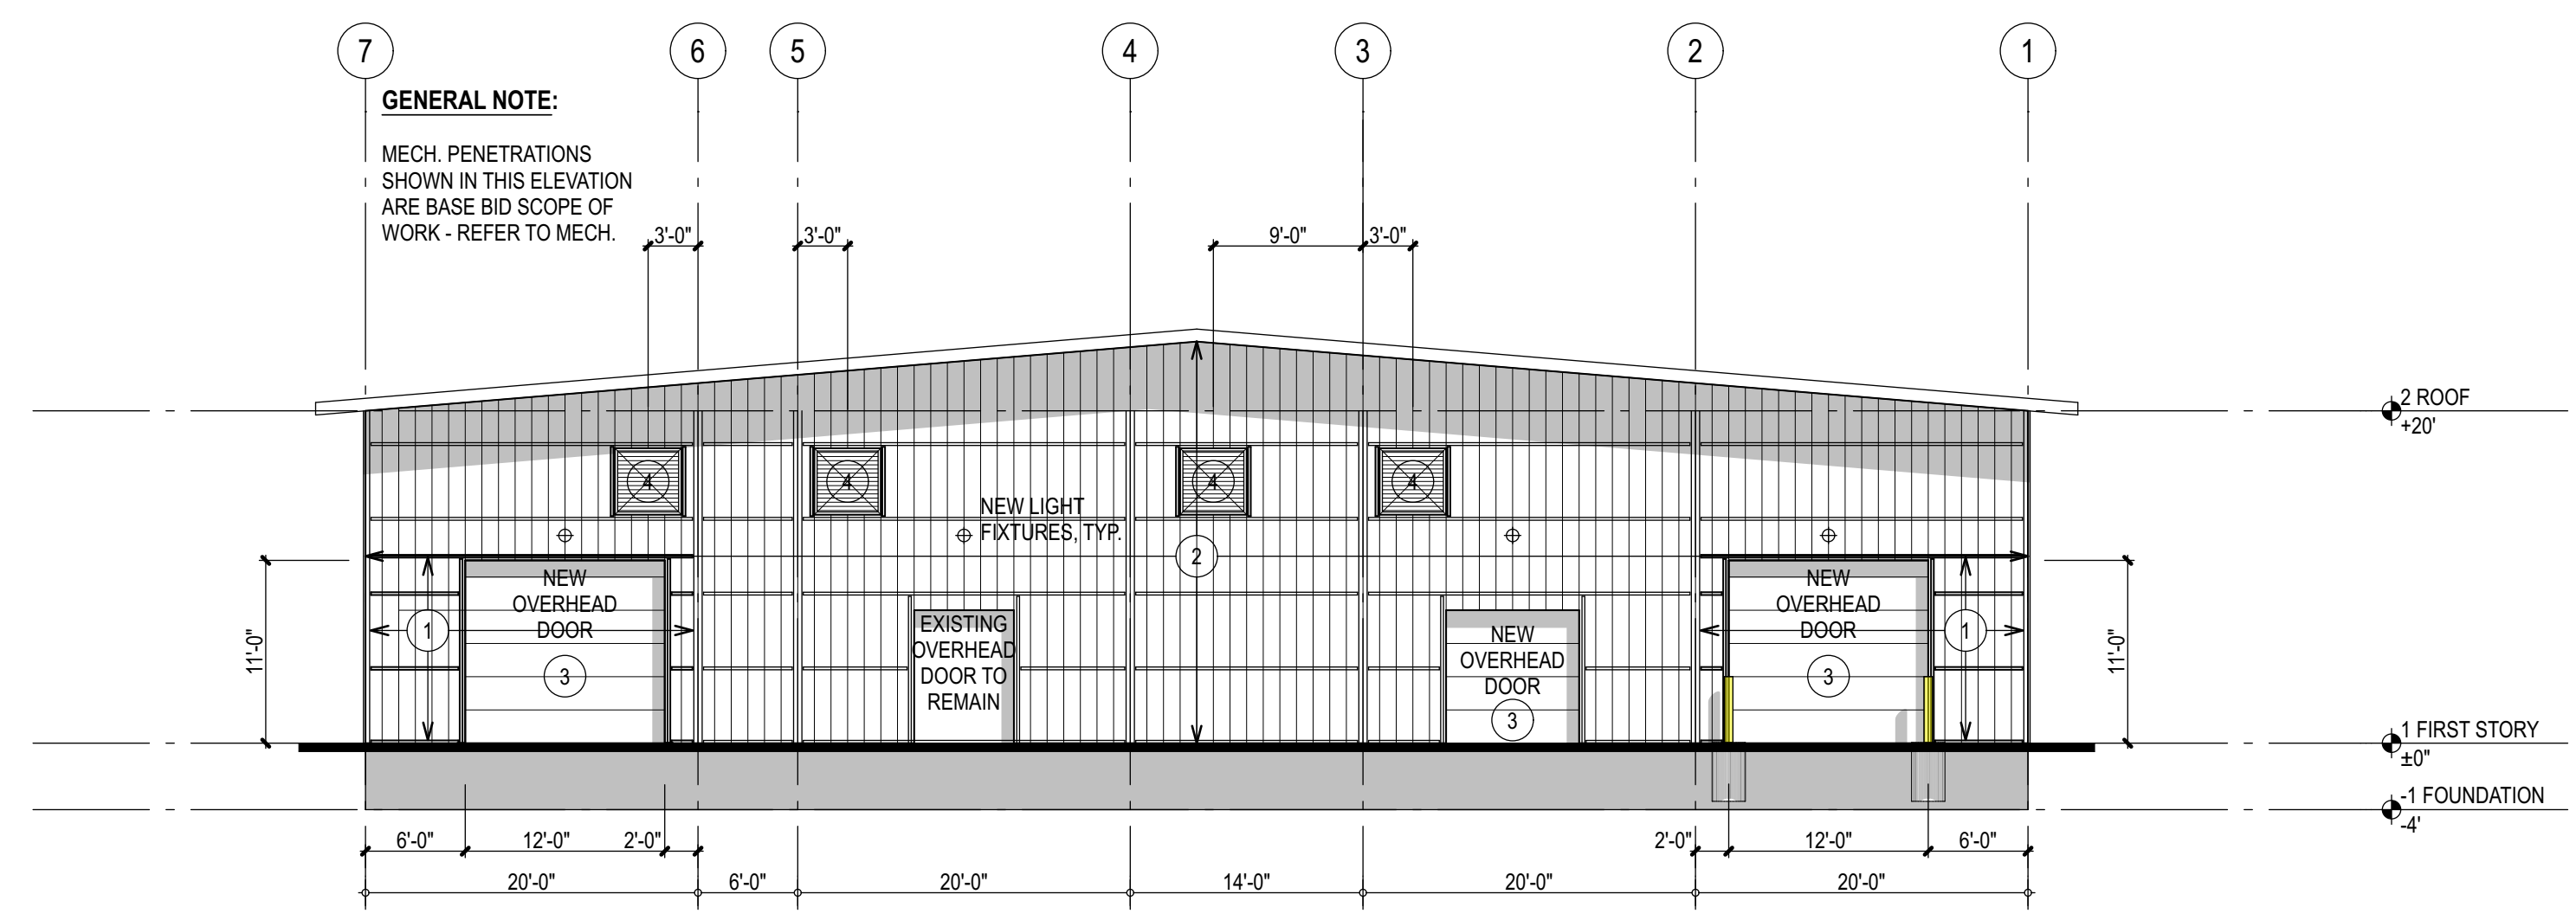 7
6
5
4
3
2
1
GENERAL NOTE:
MECH. PENETRATIONS
SHOWN IN THIS ELEVATION
ARE BASE BID SCOPE OF
WORK - REFER TO MECH.
3'-0"
3'-0"
9'-0"
3'-0"
2 ROOF
+20'
4
4
4
4
NEW LIGHT
FIXTURES, TYP.
2
NEW
OVERHEAD
DOOR
1
3
11'-0"
EXISTING
OVERHEAD
DOOR TO
REMAIN
NEW
OVERHEAD
DOOR
3
NEW
OVERHEAD
DOOR
3
1
11'-0"
1 FIRST STORY
±0"
-1 FOUNDATION
-4'
6'-0"
12'-0"
2'-0"
2'-0"
12'-0"
6'-0"
20'-0"
6'-0"
20'-0"
14'-0"
20'-0"
20'-0"